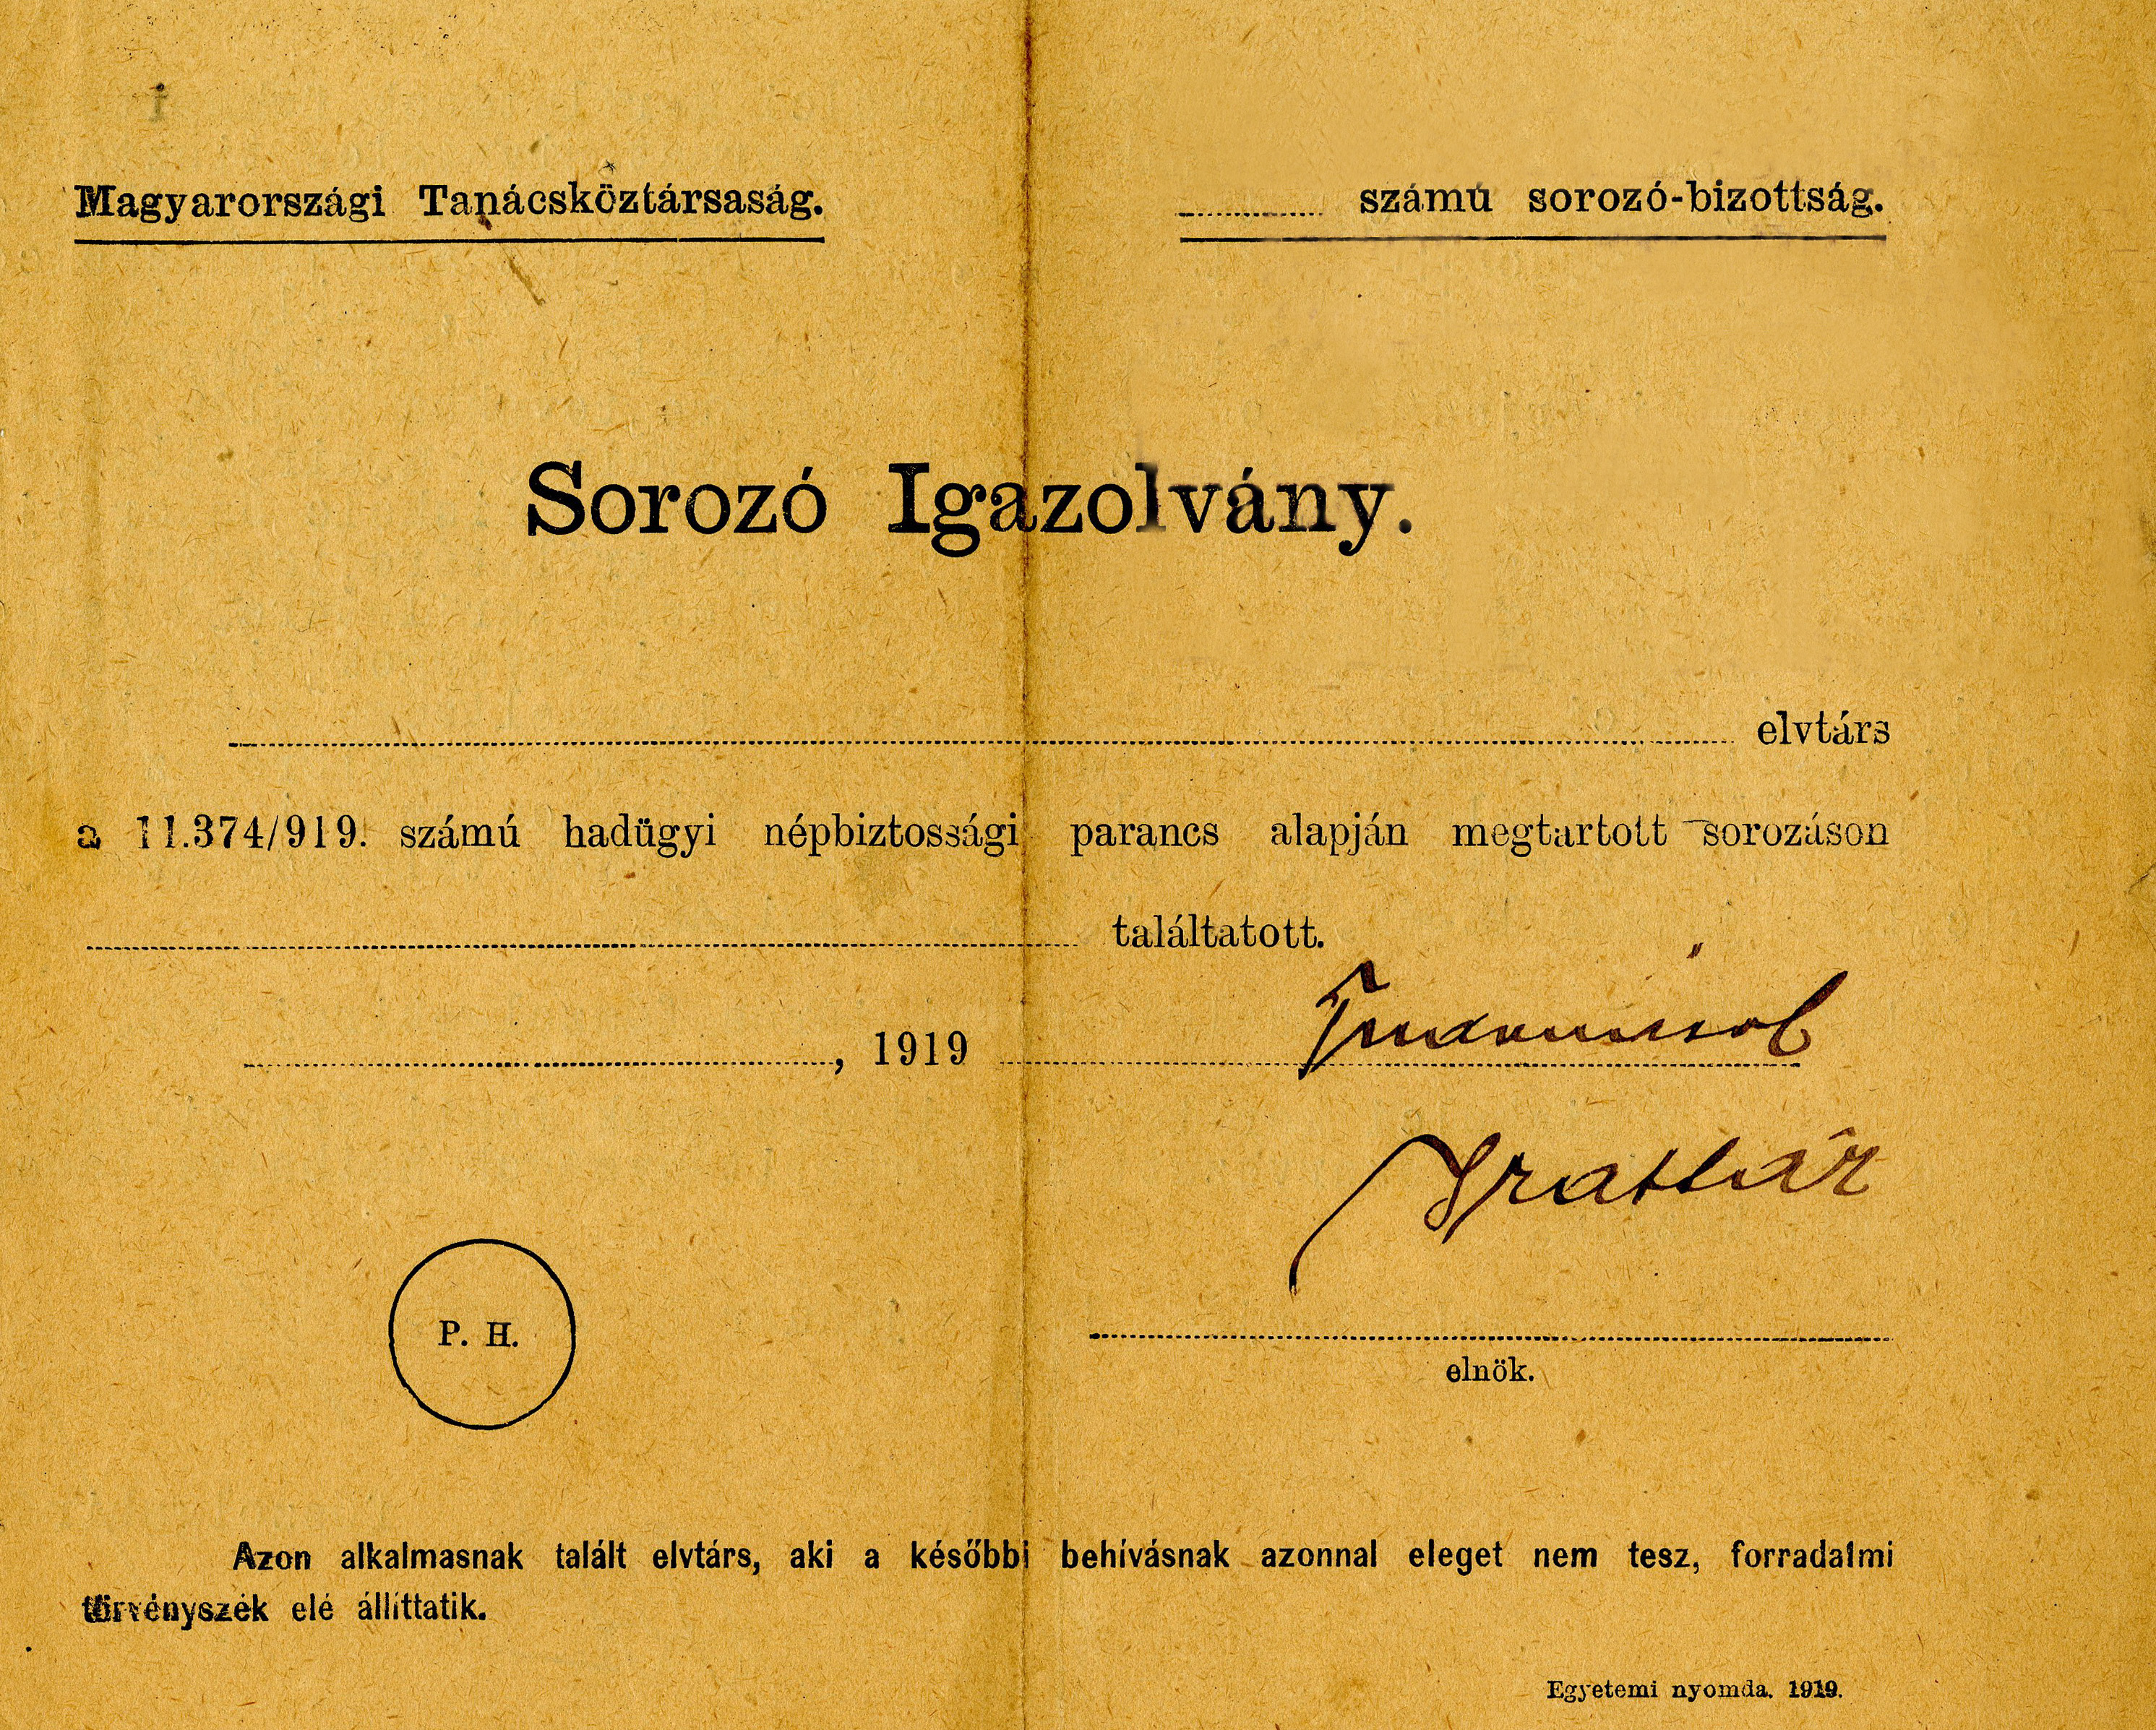 Magyarországi Tanácsköztársaság.
számú sorozó-bizottság.
Sorozó Igazolvány.
elvtárs
a 11.374/919. számú hadügyi népbiztossági parancs alapján megtartott sorozáson
találtatott.
, 1919
P. H.
elnök.
Azon alkalmasnak talált elvtárs, aki a későbbi behívásnak azonnal eleget nem tesz, forradalmi
törvényszék elé állíttatik.
Egyetemi nyomda. 1919.